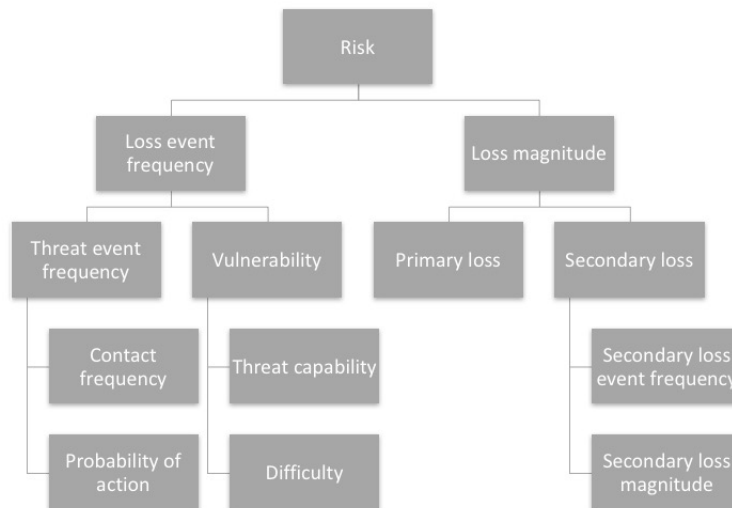 Risk
Loss event
frequency
Loss magnitude
Threat event
frequency
Vulnerability
Primary loss
Secondary loss
Contact
frequency
Threat capability
Secondary loss
event frequency
Probability of
action
Difficulty
Secondary loss
magnitude